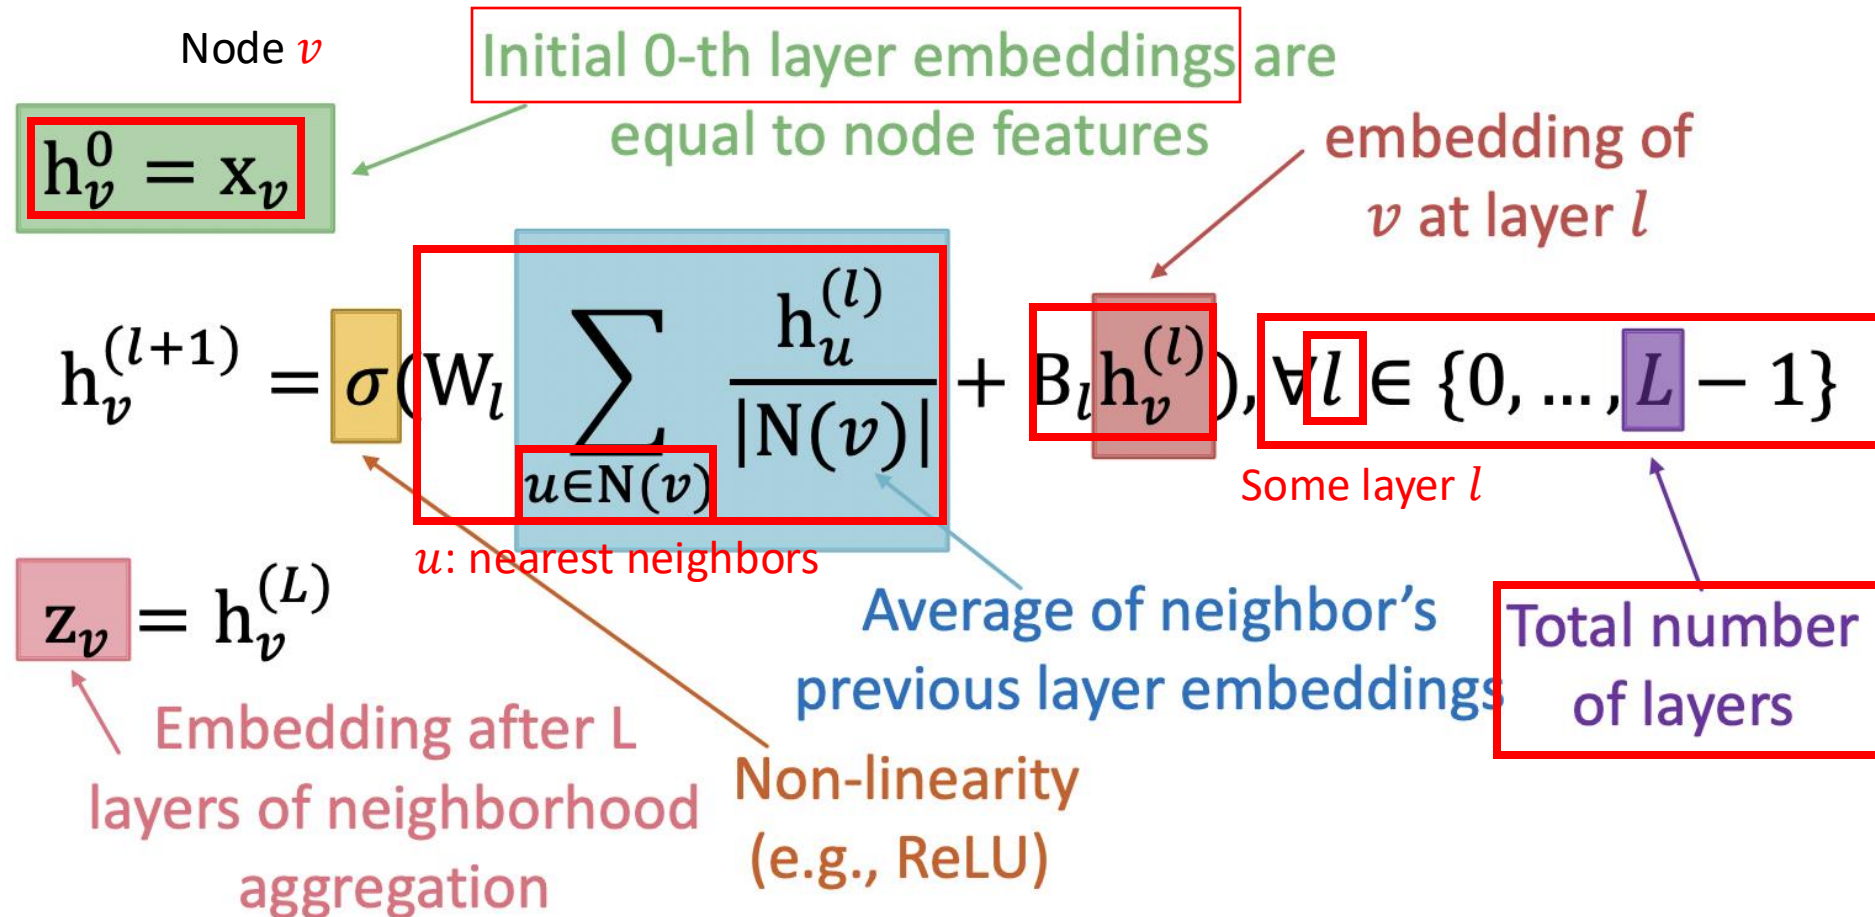 Node v
Initial 0-th layer embeddings are
equal to node features
h_v^0 = x_v
embedding of
v at layer l
h_v^{(l+1)} = σ(W_l ∑_{u∈N(v)} h_u^{(l)} / |N(v)| + B_l h_v^{(l)}), ∀l ∈ {0, ..., L − 1}
Some layer l
u: nearest neighbors
z_v = h_v^{(L)}
Average of neighbor's
previous layer embeddings
Total number
of layers
Embedding after L
layers of neighborhood
aggregation
Non-linearity
(e.g., ReLU)